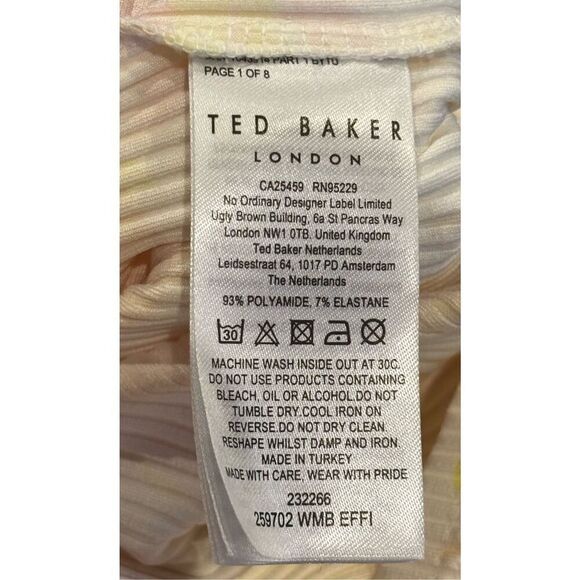 PART 1 BYTU
PAGE 1 OF 8
TED BAKER
LONDON
CA25459 RN95229
No Ordinary Designer Label Limited
Ugly Brown Building, 6a St Pancras Way
London NW1 0TB. United Kingdom
Ted Baker Netherlands
Leidsestraat 64, 1017 PD Amsterdam
The Netherlands
93% POLYAMIDE, 7% ELASTANE
30
MACHINE WASH INSIDE OUT AT 30C.
DO NOT USE PRODUCTS CONTAINING
BLEACH, OIL OR ALCOHOL.DO NOT
TUMBLE DRY.COOL IRON ON
REVERSE.DO NOT DRY CLEAN.
RESHAPE WHILST DAMP AND IRON.
MADE IN TURKEY
MADE WITH CARE, WEAR WITH PRIDE
232266
259702 WMB EFFI